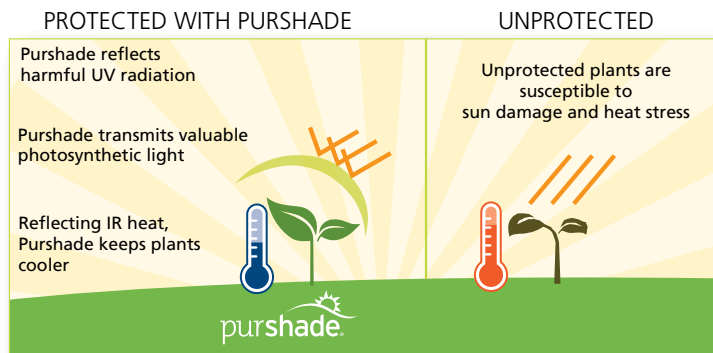 PROTECTED WITH PURSHADE
Purshade reflects
harmful UV radiation
Purshade transmits valuable
photosynthetic light
Reflecting IR heat,
Purshade keeps plants
cooler
purshade®
UNPROTECTED
Unprotected plants are
susceptible to
sun damage and heat stress